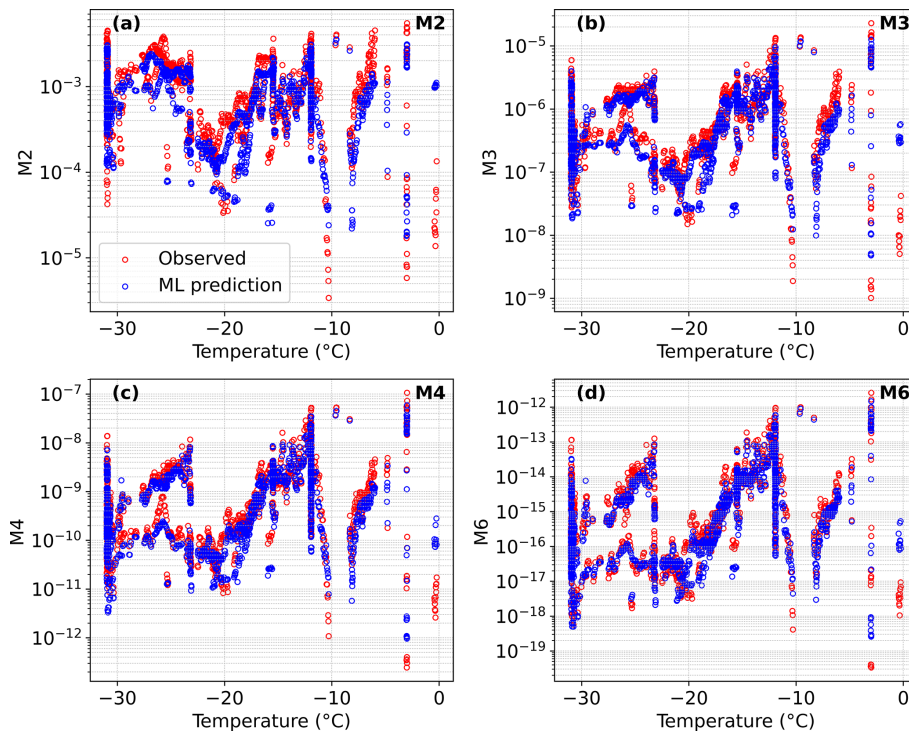 (a) M2
10⁻³
10⁻⁴
10⁻⁵
M2
Observed
ML prediction
−30 −20 −10 0
Temperature (°C)
(b) M3
10⁻⁵
10⁻⁶
10⁻⁷
10⁻⁸
10⁻⁹
M3
−30 −20 −10 0
Temperature (°C)
(c) M4
10⁻⁷
10⁻⁸
10⁻⁹
10⁻¹⁰
10⁻¹¹
10⁻¹²
M4
−30 −20 −10 0
Temperature (°C)
(d) M6
10⁻¹²
10⁻¹³
10⁻¹⁴
10⁻¹⁵
10⁻¹⁶
10⁻¹⁷
10⁻¹⁸
10⁻¹⁹
M6
−30 −20 −10 0
Temperature (°C)